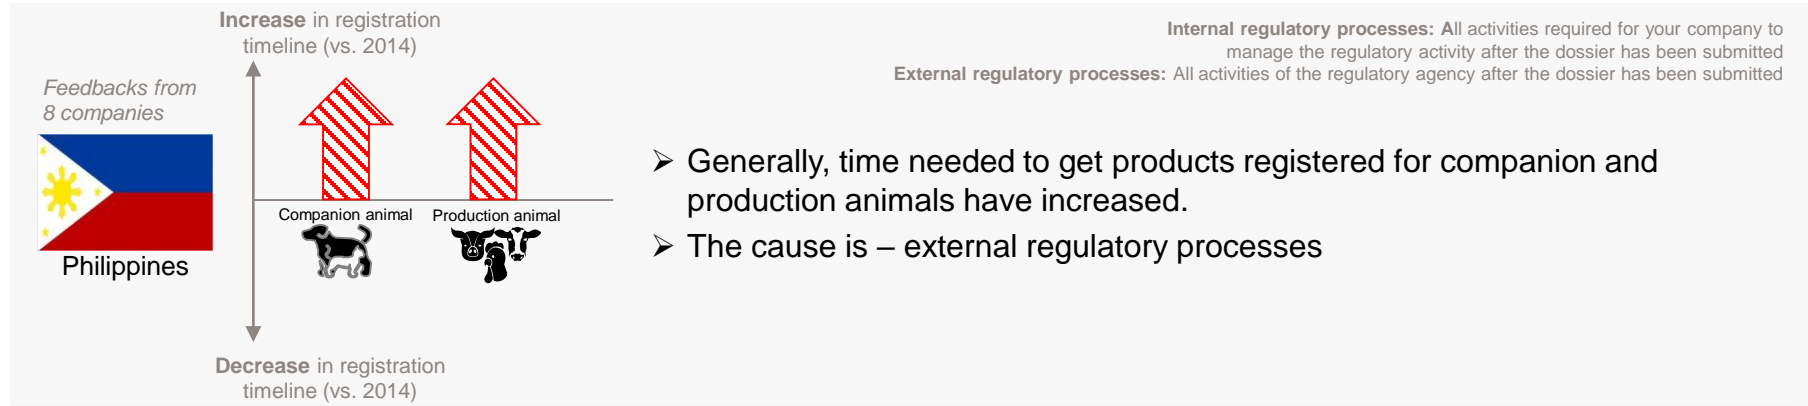 Increase in registration
timeline (vs. 2014)
Internal regulatory processes: All activities required for your company to
manage the regulatory activity after the dossier has been submitted
External regulatory processes: All activities of the regulatory agency after the dossier has been submitted
Feedbacks from
8 companies
Philippines
Companion animal
Production animal
➢ Generally, time needed to get products registered for companion and
production animals have increased.
➢ The cause is – external regulatory processes
Decrease in registration
timeline (vs. 2014)